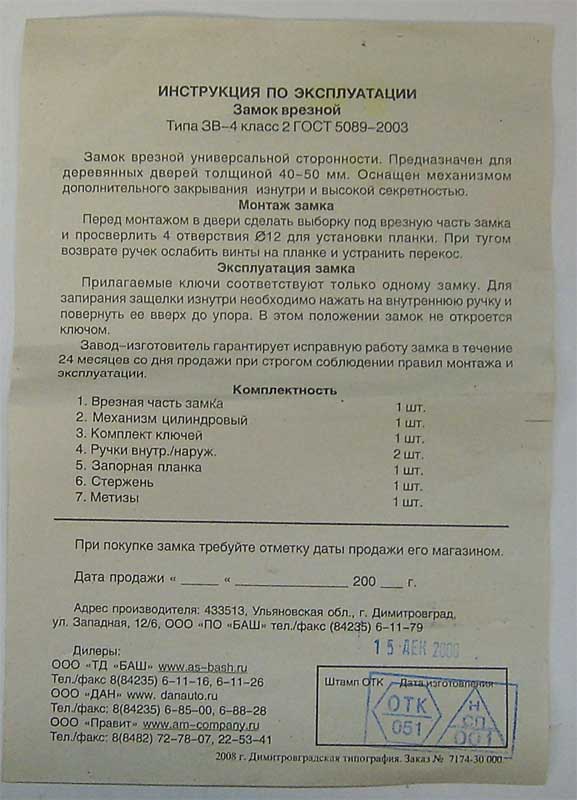 ИНСТРУКЦИЯ ПО ЭКСПЛУАТАЦИИ
Замок врезной
Типа ЗВ-4 класс 2 ГОСТ 5089-2003
Замок врезной универсальной сторонности. Предназначен для
деревянных дверей толщиной 40-50 мм. Оснащен механизмом
дополнительного закрывания изнутри и высокой секретностью.
Монтаж замка
Перед монтажом в двери сделать выборку под врезную часть замка
и просверлить 4 отверстия Ø12 для установки планки. При тугом
возврате ручек ослабить винты на планке и устранить перекос.
Эксплуатация замка
Прилагаемые ключи соответствуют только одному замку. Для
запирания защелки изнутри необходимо нажать на внутреннюю ручку и
повернуть ее вверх до упора. В этом положении замок не откроется
ключом.
Завод-изготовитель гарантирует исправную работу замка в течение
24 месяцев со дня продажи при строгом соблюдении правил монтажа и
эксплуатации.
Комплектность
1. Врезная часть замка 1 шт.
2. Механизм цилиндровый 1 шт.
3. Комплект ключей 1 шт.
4. Ручки внутр./наруж. 2 шт.
5. Запорная планка 1 шт.
6. Стержень 1 шт.
7. Метизы 1 шт.
При покупке замка требуйте отметку даты продажи его магазином.
Дата продажи « _____ « ______________ 200 ___ г.
Адрес производителя: 433513, Ульяновская обл., г. Димитровград,
ул. Западная, 12/6, ООО «ПО «БАШ» тел./факс (84235) 6-11-79
15 ДЕК
Дилеры:
ООО «ТД «БАШ» www.as-bash.ru
Тел./факс 8(84235) 6-11-16, 6-11-26
ООО «ДАН» www. danauto.ru
Тел./факс: 8(84235) 6-85-00, 6-88-28
ООО «Правит» www.am-company.ru
Тел./факс: 8(8482) 72-78-07, 22-53-41
Штамп ОТК Дата изготовления
ОТК
051
Н
СП
001
2008 г. Димитровградская типография. Заказ № 7174-30 000